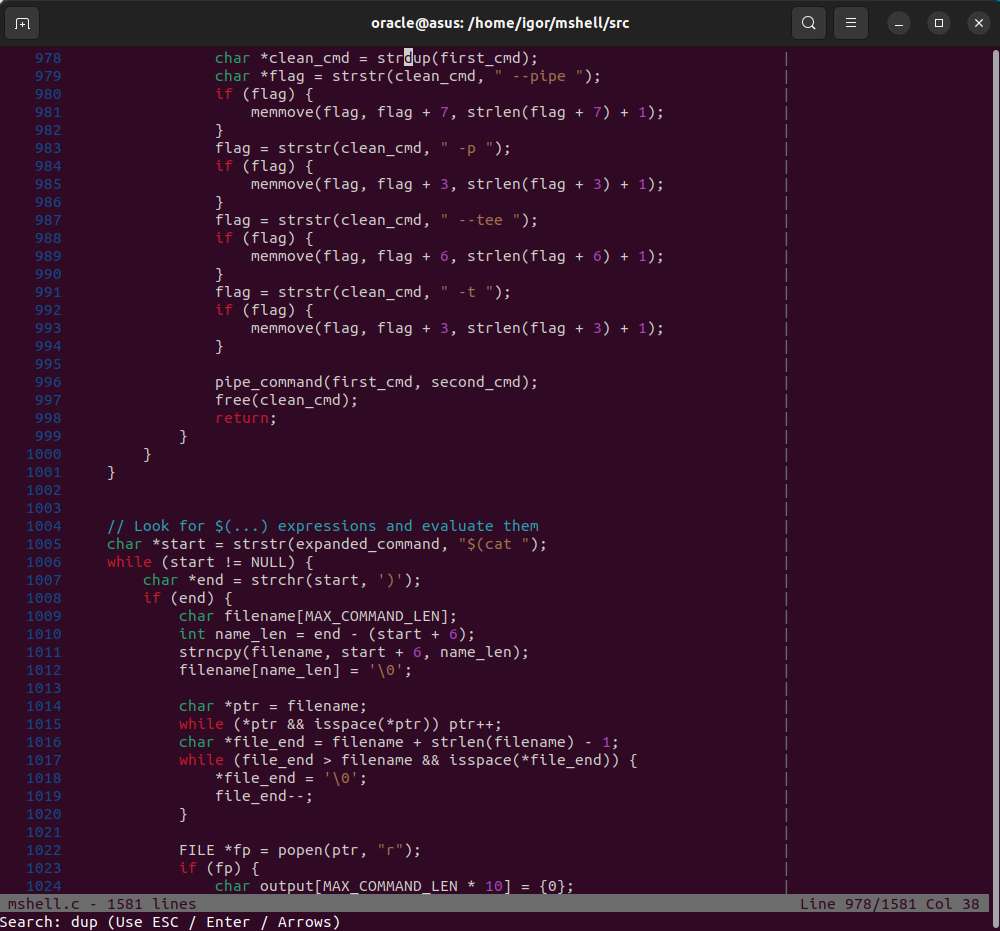 oracle@asus: /home/igor/mshell/src
978                 char *clean_cmd = strdup(first_cmd);
979                 char *flag = strstr(clean_cmd, " --pipe ");
980                 if (flag) {
981                     memmove(flag, flag + 7, strlen(flag + 7) + 1);
982                 }
983                 flag = strstr(clean_cmd, " -p ");
984                 if (flag) {
985                     memmove(flag, flag + 3, strlen(flag + 3) + 1);
986                 }
987                 flag = strstr(clean_cmd, " --tee ");
988                 if (flag) {
989                     memmove(flag, flag + 6, strlen(flag + 6) + 1);
990                 }
991                 flag = strstr(clean_cmd, " -t ");
992                 if (flag) {
993                     memmove(flag, flag + 3, strlen(flag + 3) + 1);
994                 }
995
996                 pipe_command(first_cmd, second_cmd);
997                 free(clean_cmd);
998                 return;
999             }
1000         }
1001     }
1002
1003
1004     // Look for $(...) expressions and evaluate them
1005     char *start = strstr(expanded_command, "$(cat ");
1006     while (start != NULL) {
1007         char *end = strchr(start, ')');
1008         if (end) {
1009             char filename[MAX_COMMAND_LEN];
1010             int name_len = end - (start + 6);
1011             strncpy(filename, start + 6, name_len);
1012             filename[name_len] = '\0';
1013
1014             char *ptr = filename;
1015             while (*ptr && isspace(*ptr)) ptr++;
1016             char *file_end = filename + strlen(filename) - 1;
1017             while (file_end > filename && isspace(*file_end)) {
1018                 *file_end = '\0';
1019                 file_end--;
1020             }
1021
1022             FILE *fp = popen(ptr, "r");
1023             if (fp) {
1024                 char output[MAX_COMMAND_LEN * 10] = {0};
mshell.c - 1581 lines Line 978/1581 Col 38
Search: dup (Use ESC / Enter / Arrows)